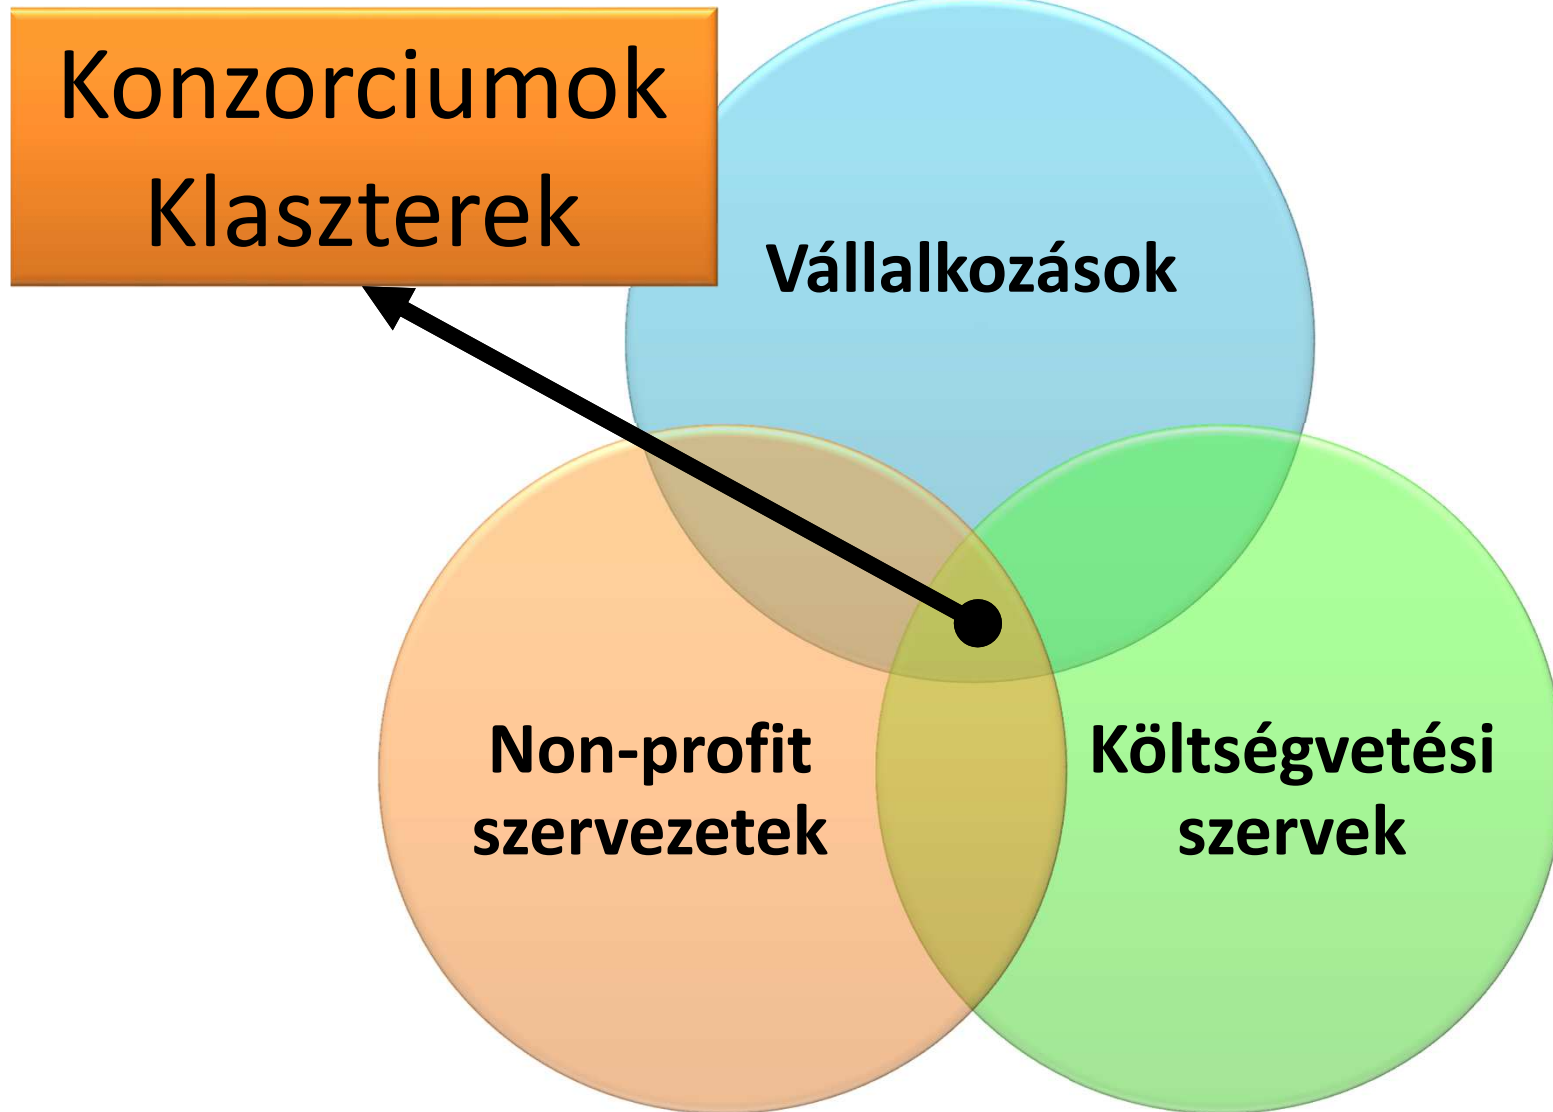 Konzorciumok
Klaszterek
Vállalkozások
Non-profit
szervezetek
Költségvetési
szervek